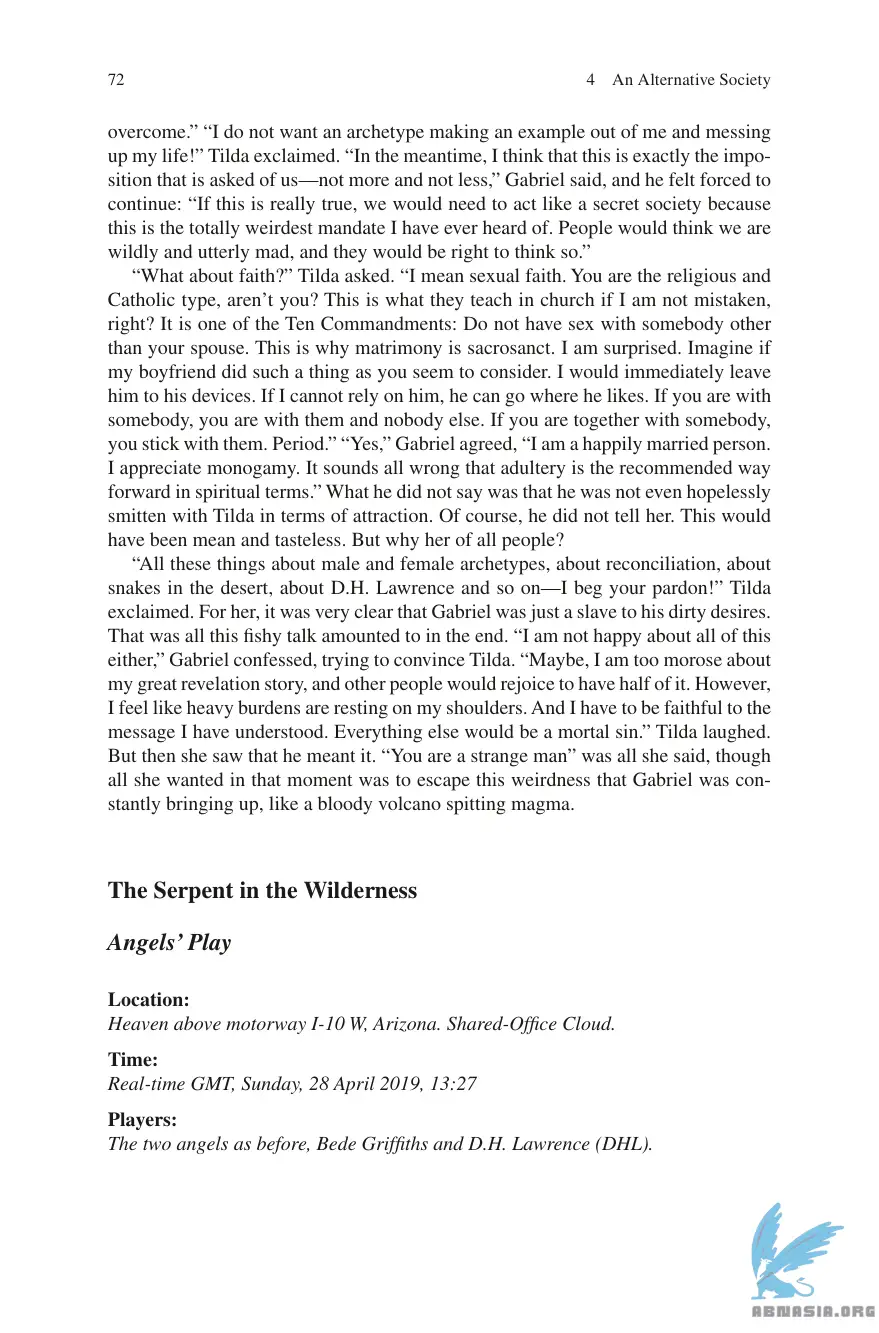 72 4 An Alternative Society
overcome.” “I do not want an archetype making an example out of me and messing
up my life!” Tilda exclaimed. “In the meantime, I think that this is exactly the impo-
sition that is asked of us—not more and not less,” Gabriel said, and he felt forced to
continue: “If this is really true, we would need to act like a secret society because
this is the totally weirdest mandate I have ever heard of. People would think we are
wildly and utterly mad, and they would be right to think so.”
“What about faith?” Tilda asked. “I mean sexual faith. You are the religious and
Catholic type, aren’t you? This is what they teach in church if I am not mistaken,
right? It is one of the Ten Commandments: Do not have sex with somebody other
than your spouse. This is why matrimony is sacrosanct. I am surprised. Imagine if
my boyfriend did such a thing as you seem to consider. I would immediately leave
him to his devices. If I cannot rely on him, he can go where he likes. If you are with
somebody, you are with them and nobody else. If you are together with somebody,
you stick with them. Period.” “Yes,” Gabriel agreed, “I am a happily married person.
I appreciate monogamy. It sounds all wrong that adultery is the recommended way
forward in spiritual terms.” What he did not say was that he was not even hopelessly
smitten with Tilda in terms of attraction. Of course, he did not tell her. This would
have been mean and tasteless. But why her of all people?
“All these things about male and female archetypes, about reconciliation, about
snakes in the desert, about D.H. Lawrence and so on—I beg your pardon!” Tilda
exclaimed. For her, it was very clear that Gabriel was just a slave to his dirty desires.
That was all this fishy talk amounted to in the end. “I am not happy about all of this
either,” Gabriel confessed, trying to convince Tilda. “Maybe, I am too morose about
my great revelation story, and other people would rejoice to have half of it. However,
I feel like heavy burdens are resting on my shoulders. And I have to be faithful to the
message I have understood. Everything else would be a mortal sin.” Tilda laughed.
But then she saw that he meant it. “You are a strange man” was all she said, though
all she wanted in that moment was to escape this weirdness that Gabriel was con-
stantly bringing up, like a bloody volcano spitting magma.
The Serpent in the Wilderness
Angels’ Play
Location:
Heaven above motorway I-10 W, Arizona. Shared-Office Cloud.
Time:
Real-time GMT, Sunday, 28 April 2019, 13:27
Players:
The two angels as before, Bede Griffiths and D.H. Lawrence (DHL).
ABNASIA.ORG